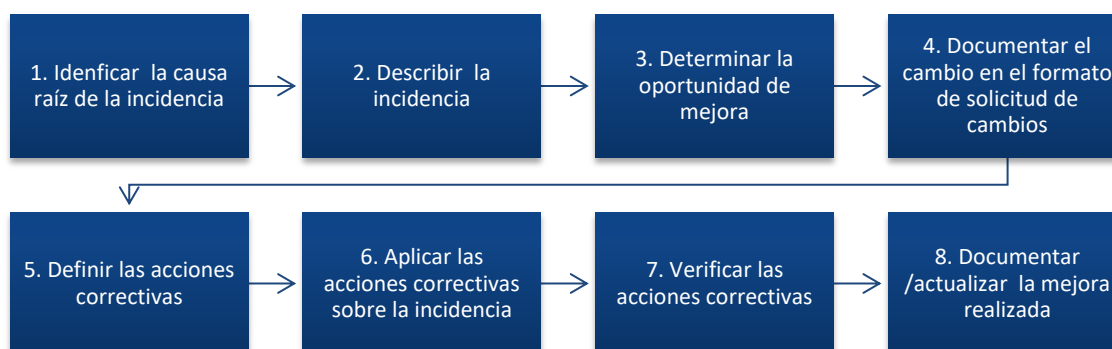 1. Idenficar la causa
raíz de la incidencia
2. Describir la
incidencia
3. Determinar la
oportunidad de
mejora
4. Documentar el
cambio en el formato
de solicitud de
cambios
5. Definir las acciones
correctivas
6. Aplicar las
acciones correctivas
sobre la incidencia
7. Verificar las
acciones correctivas
8. Documentar
/actualizar la mejora
realizada